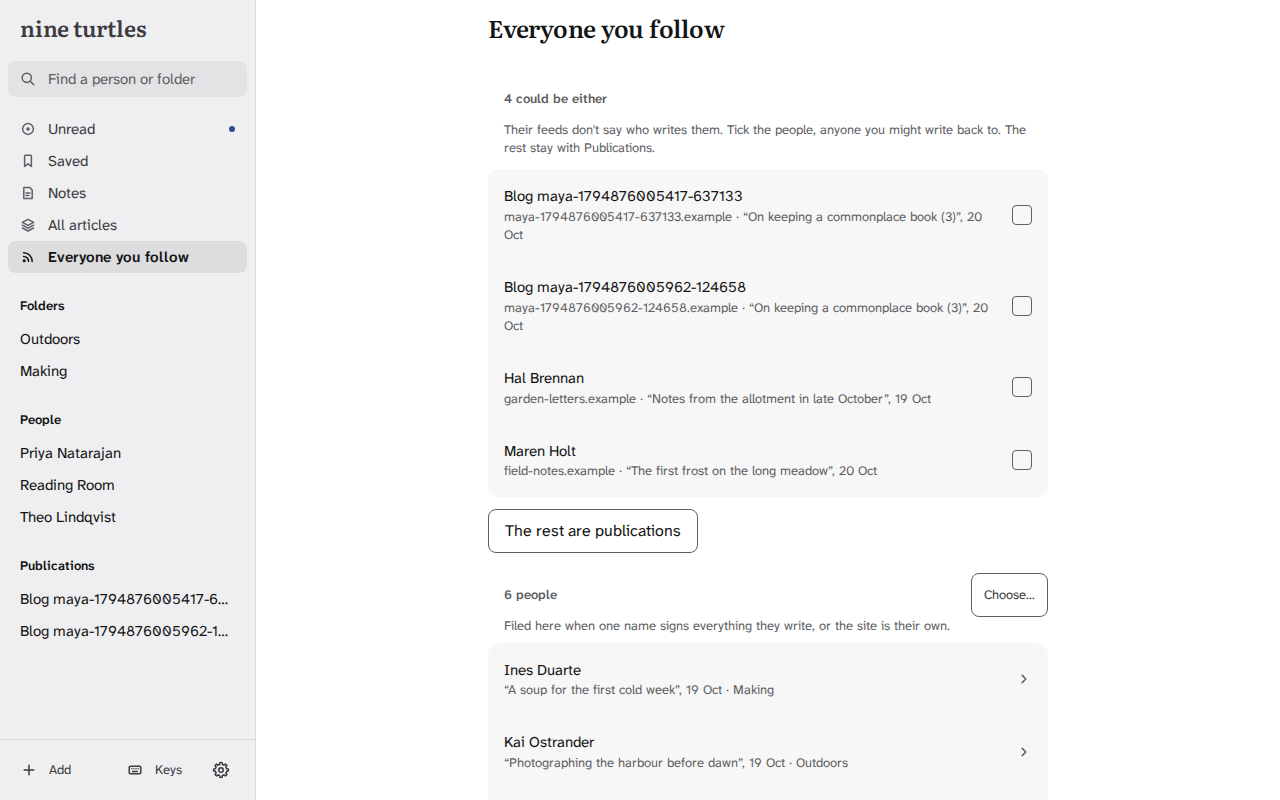 nine turtles
Find a person or folder
Unread
Saved
Notes
All articles
Everyone you follow
Folders
Outdoors
Making
People
Priya Natarajan
Reading Room
Theo Lindqvist
Publications
Blog maya-1794876005417-6...
Blog maya-1794876005962-1...
Add
Keys
Everyone you follow
4 could be either
Their feeds don't say who writes them. Tick the people, anyone you might write back to. The
rest stay with Publications.
Blog maya-1794876005417-637133
maya-1794876005417-637133.example · “On keeping a commonplace book (3)”, 20
Oct
Blog maya-1794876005962-124658
maya-1794876005962-124658.example · “On keeping a commonplace book (3)”, 20
Oct
Hal Brennan
garden-letters.example · “Notes from the allotment in late October”, 19 Oct
Maren Holt
field-notes.example · “The first frost on the long meadow”, 20 Oct
The rest are publications
6 people
Choose...
Filed here when one name signs everything they write, or the site is their own.
Ines Duarte
“A soup for the first cold week”, 19 Oct · Making
Kai Ostrander
“Photographing the harbour before dawn”, 19 Oct · Outdoors